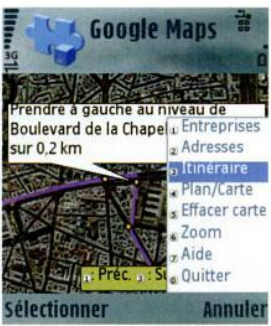 3G
Google Maps
Prendre à gauche au niveau de
Boulevard de la Chapel
sur 0,2 km
1 Entreprises
2 Adresses
3 Itinéraire
4 Plan/Carte
5 Effacer carte
6 Zoom
7 Aide
0 Quitter
: Préc. : Su
Sélectionner
Annuler